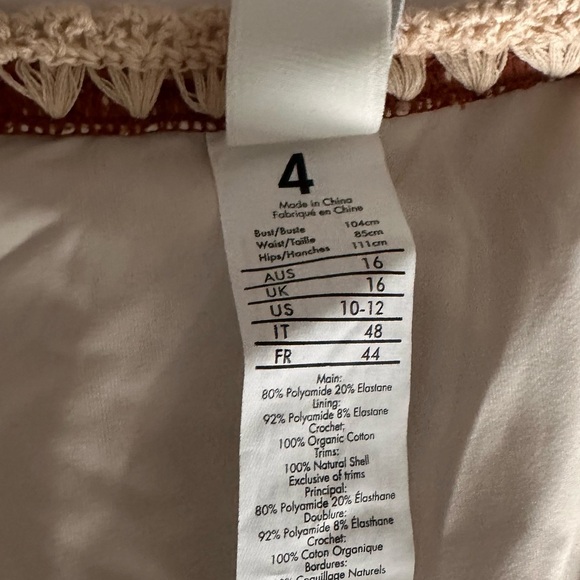 4
Made in China
Fabriqué en Chine
Bust/Buste 104cm
Waist/Taille 85cm
Hips/Hanches 111cm
AUS 16
UK 16
US 10-12
IT 48
FR 44
Main:
80% Polyamide 20% Elastane
Lining:
92% Polyamide 8% Elastane
Crochet:
100% Organic Cotton
Trims:
100% Natural Shell
Exclusive of trims
Principal:
80% Polyamide 20% Élasthane
Doublure:
92% Polyamide 8% Élasthane
Crochet:
100% Coton Organique
Bordures:
Coquillage Naturels